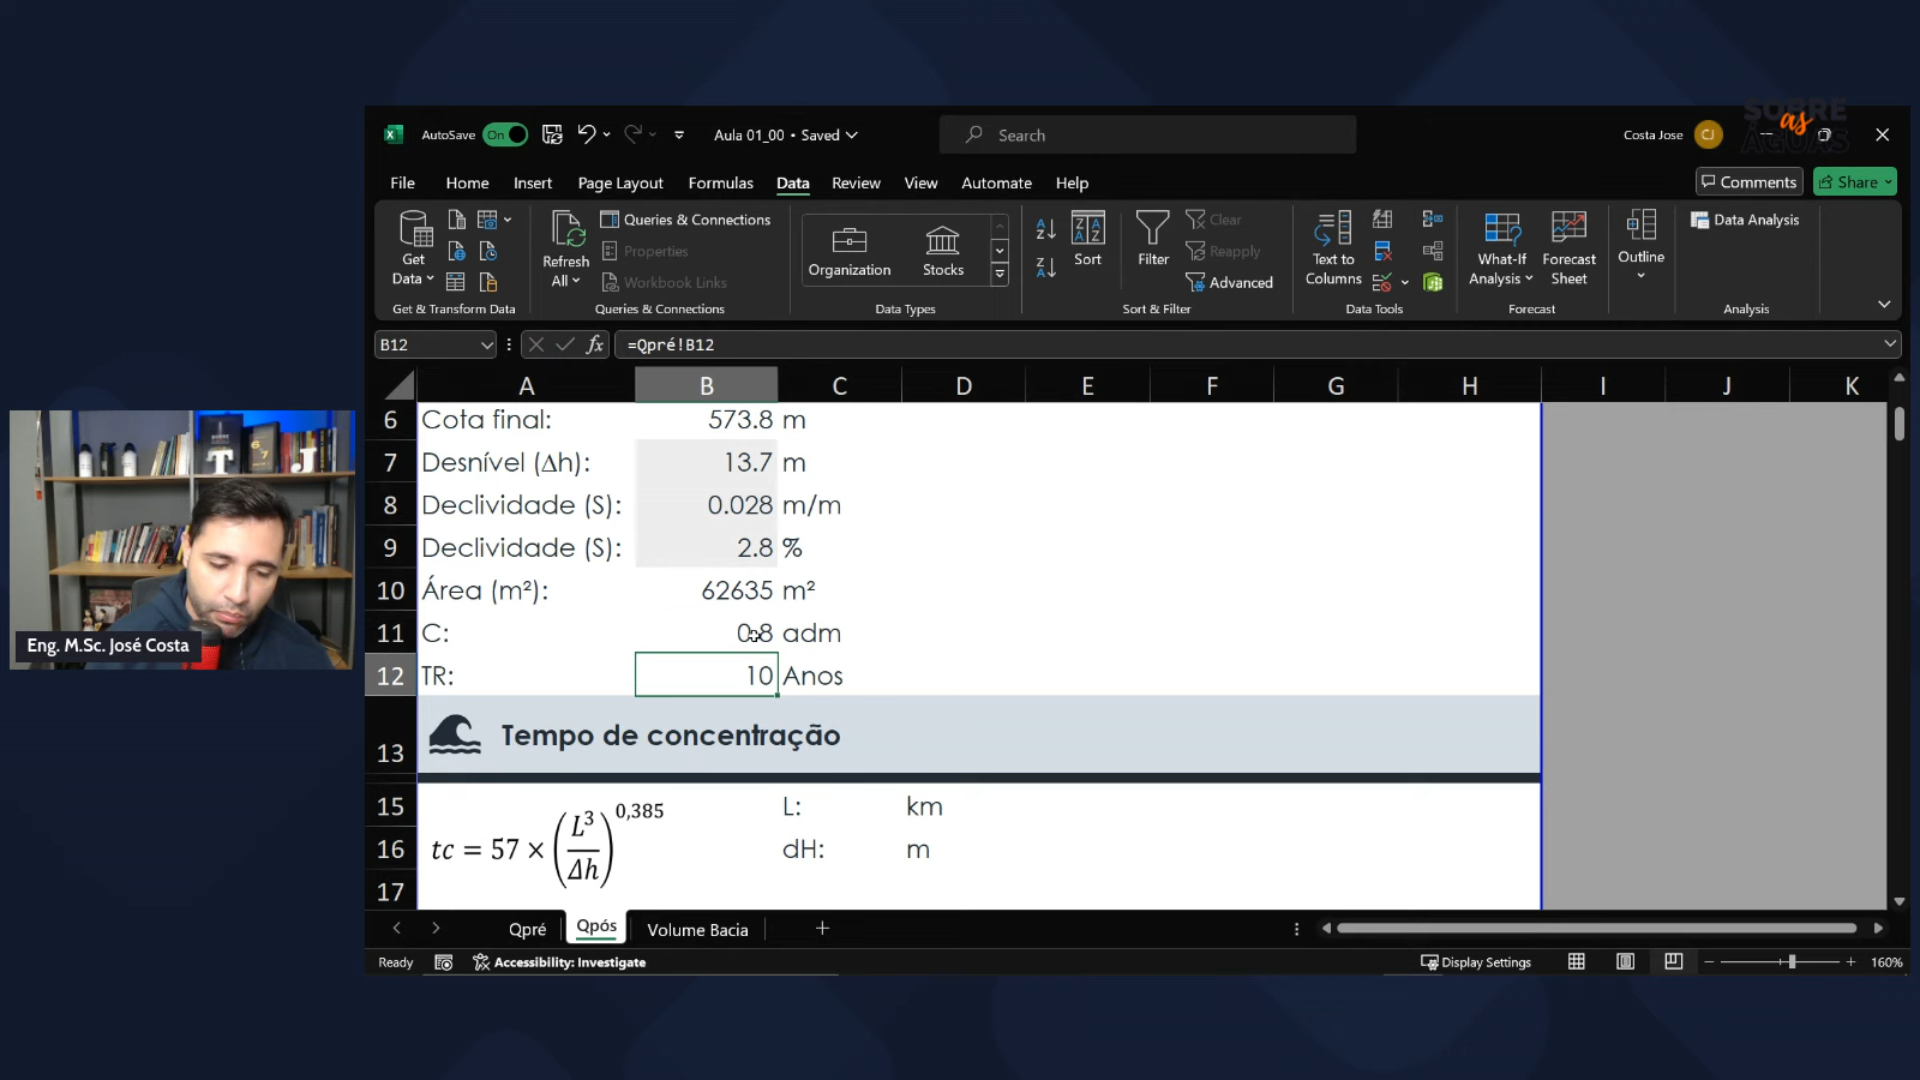 SOBRE
as
ÁGUAS
AutoSave On
Aula 01_00 • Saved
Search
Costa Jose CJ
File Home Insert Page Layout Formulas Data Review View Automate Help
Comments Share
Get Data
Get & Transform Data
Refresh All
Queries & Connections
Properties
Workbook Links
Queries & Connections
Organization
Stocks
Data Types
Sort
Filter
Clear
Reapply
Advanced
Sort & Filter
Text to Columns
Data Tools
What-If Analysis
Forecast Sheet
Forecast
Outline
Data Analysis
Analysis
B12 fx =Qpré!B12
A B C D E F G H I J K
6 Cota final: 573.8 m
7 Desnível (Δh): 13.7 m
8 Declividade (S): 0.028 m/m
9 Declividade (S): 2.8 %
10 Área (m²): 62635 m²
11 C: 0.8 adm
12 TR: 10 Anos
13 Tempo de concentração
15 L: km
16 tc = 57 × (L³/Δh)^0,385 dH: m
17
Qpré Qpós Volume Bacia +
Ready Accessibility: Investigate Display Settings 160%
Eng. M.Sc. José Costa